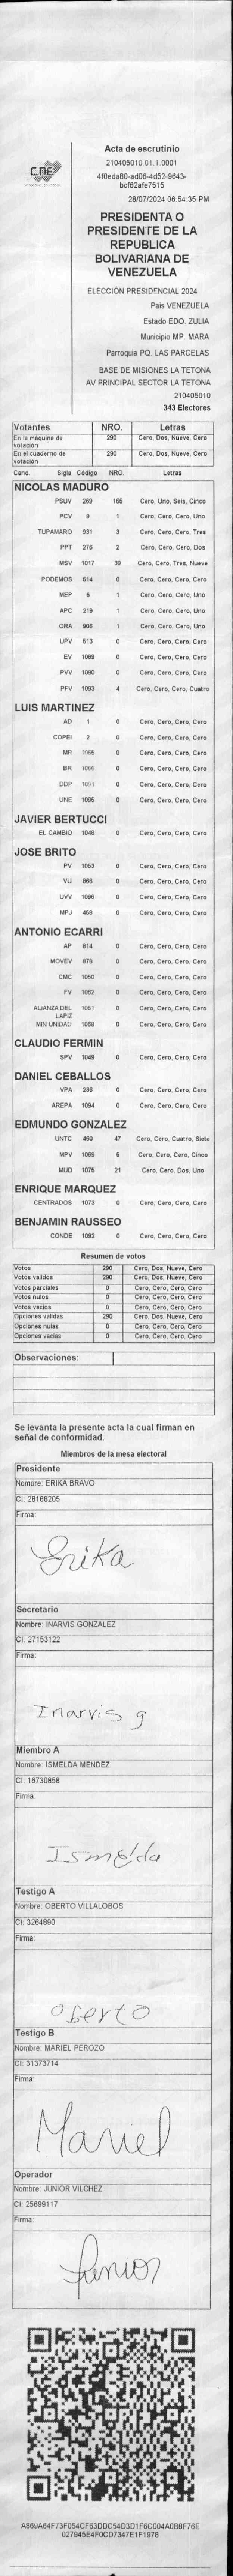 CNE
Acta de escrutinio
210405010.01.1.0001
4f0eda80-ad06-4d52-9643-
bcf62afe7515
28/07/2024 06:54:35 PM
PRESIDENTA O
PRESIDENTE DE LA
REPUBLICA
BOLIVARIANA DE
VENEZUELA
ELECCIÓN PRESIDENCIAL 2024
País VENEZUELA
Estado EDO. ZULIA
Municipio MP. MARA
Parroquia PQ. LAS PARCELAS
BASE DE MISIONES LA TETONA
AV PRINCIPAL SECTOR LA TETONA
210405010
343 Electores
Votantes NRO. Letras
En la máquina de votación 290 Cero, Dos, Nueve, Cero
En el cuaderno de votación 290 Cero, Dos, Nueve, Cero
Cand. Sigla Código NRO. Letras
NICOLAS MADURO
PSUV 269 165 Cero, Uno, Seis, Cinco
PCV 9 1 Cero, Cero, Cero, Uno
TUPAMARO 931 3 Cero, Cero, Cero, Tres
PPT 276 2 Cero, Cero, Cero, Dos
MSV 1017 39 Cero, Cero, Tres, Nueve
PODEMOS 614 0 Cero, Cero, Cero, Cero
MEP 6 1 Cero, Cero, Cero, Uno
APC 219 1 Cero, Cero, Cero, Uno
ORA 906 1 Cero, Cero, Cero, Uno
UPV 613 0 Cero, Cero, Cero, Cero
EV 1089 0 Cero, Cero, Cero, Cero
PVV 1090 0 Cero, Cero, Cero, Cero
PFV 1093 4 Cero, Cero, Cero, Cuatro
LUIS MARTINEZ
AD 1 0 Cero, Cero, Cero, Cero
COPEI 2 0 Cero, Cero, Cero, Cero
MR 0 Cero, Cero, Cero, Cero
BR 0 Cero, Cero, Cero, Cero
DDP 0 Cero, Cero, Cero, Cero
UNE 1095 0 Cero, Cero, Cero, Cero
JAVIER BERTUCCI
EL CAMBIO 1048 0 Cero, Cero, Cero, Cero
JOSE BRITO
PV 1053 0 Cero, Cero, Cero, Cero
VU 868 0 Cero, Cero, Cero, Cero
UVV 1096 0 Cero, Cero, Cero, Cero
MPJ 458 0 Cero, Cero, Cero, Cero
ANTONIO ECARRI
AP 814 0 Cero, Cero, Cero, Cero
MOVEV 879 0 Cero, Cero, Cero, Cero
CMC 1050 0 Cero, Cero, Cero, Cero
FV 1062 0 Cero, Cero, Cero, Cero
ALIANZA DEL LAPIZ 1061 0 Cero, Cero, Cero, Cero
MIN UNIDAD 1068 0 Cero, Cero, Cero, Cero
CLAUDIO FERMIN
SPV 1049 0 Cero, Cero, Cero, Cero
DANIEL CEBALLOS
VPA 236 0 Cero, Cero, Cero, Cero
AREPA 1094 0 Cero, Cero, Cero, Cero
EDMUNDO GONZALEZ
UNTC 460 47 Cero, Cero, Cuatro, Siete
MPV 1069 5 Cero, Cero, Cero, Cinco
MUD 1075 21 Cero, Cero, Dos, Uno
ENRIQUE MARQUEZ
CENTRADOS 1073 0 Cero, Cero, Cero, Cero
BENJAMIN RAUSSEO
CONDE 1092 0 Cero, Cero, Cero, Cero
Resumen de votos
Votos 290 Cero, Dos, Nueve, Cero
Votos validos 290 Cero, Dos, Nueve, Cero
Votos parciales 0 Cero, Cero, Cero, Cero
Votos nulos 0 Cero, Cero, Cero, Cero
Votos vacios 0 Cero, Cero, Cero, Cero
Opciones validas 290 Cero, Dos, Nueve, Cero
Opciones nulas 0 Cero, Cero, Cero, Cero
Opciones vacias 0 Cero, Cero, Cero, Cero
Observaciones:
Se levanta la presente acta la cual firman en
señal de conformidad.
Miembros de la mesa electoral
Presidente
Nombre: ERIKA BRAVO
CI: 28168205
Firma:
Erika
Secretario
Nombre: INARVIS GONZALEZ
CI: 27153122
Firma:
Inarvis g
Miembro A
Nombre: ISMELDA MENDEZ
CI: 16730858
Firma:
Ismelda
Testigo A
Nombre: OBERTO VILLALOBOS
CI: 3264890
Firma:
Oberto
Testigo B
Nombre: MARIEL PEROZO
CI: 31373714
Firma:
Mariel
Operador
Nombre: JUNIOR VILCHEZ
CI: 25699117
Firma:
Junior
A869A64F73F054CF63DDC54D3D1F6C004A0B8F76E
027945E4F0CD7347E1F1978